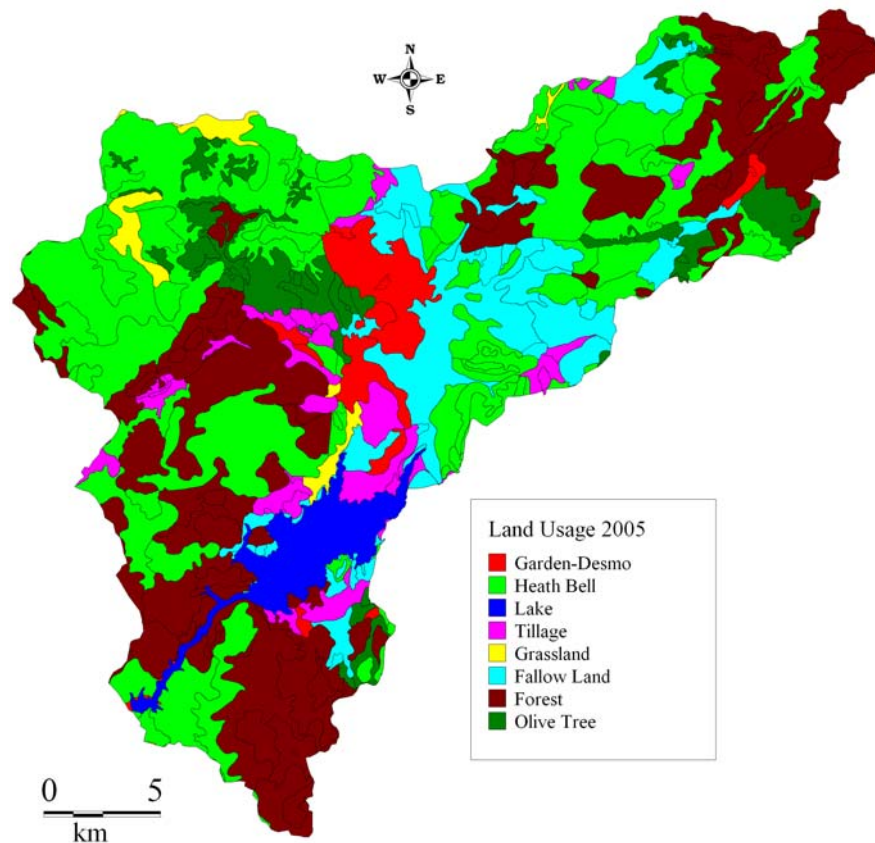 N
W E
S
Land Usage 2005
Garden-Desmo
Heath Bell
Lake
Tillage
Grassland
Fallow Land
Forest
Olive Tree
0 5
km